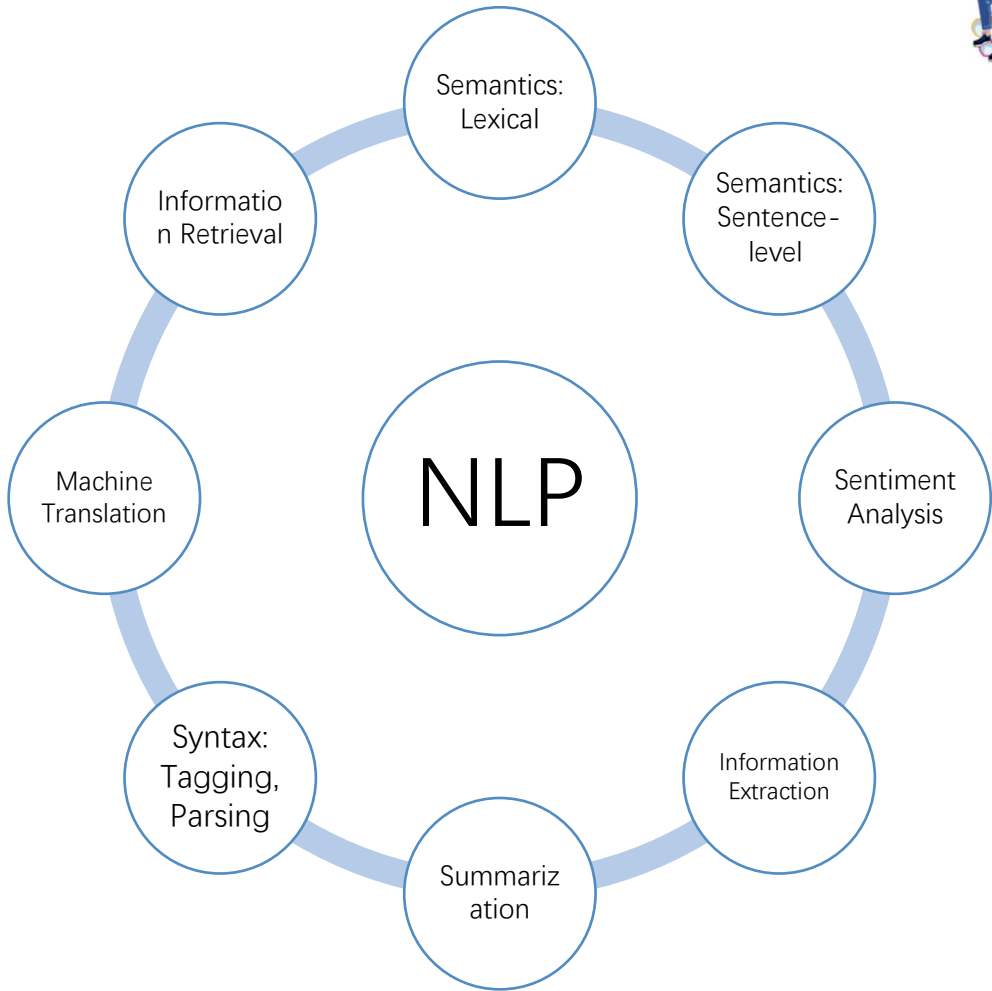 Semantics:
Lexical
Semantics:
Sentence-
level
Sentiment
Analysis
Information
Extraction
Summariz
ation
Syntax:
Tagging,
Parsing
Machine
Translation
Informatio
n Retrieval
NLP